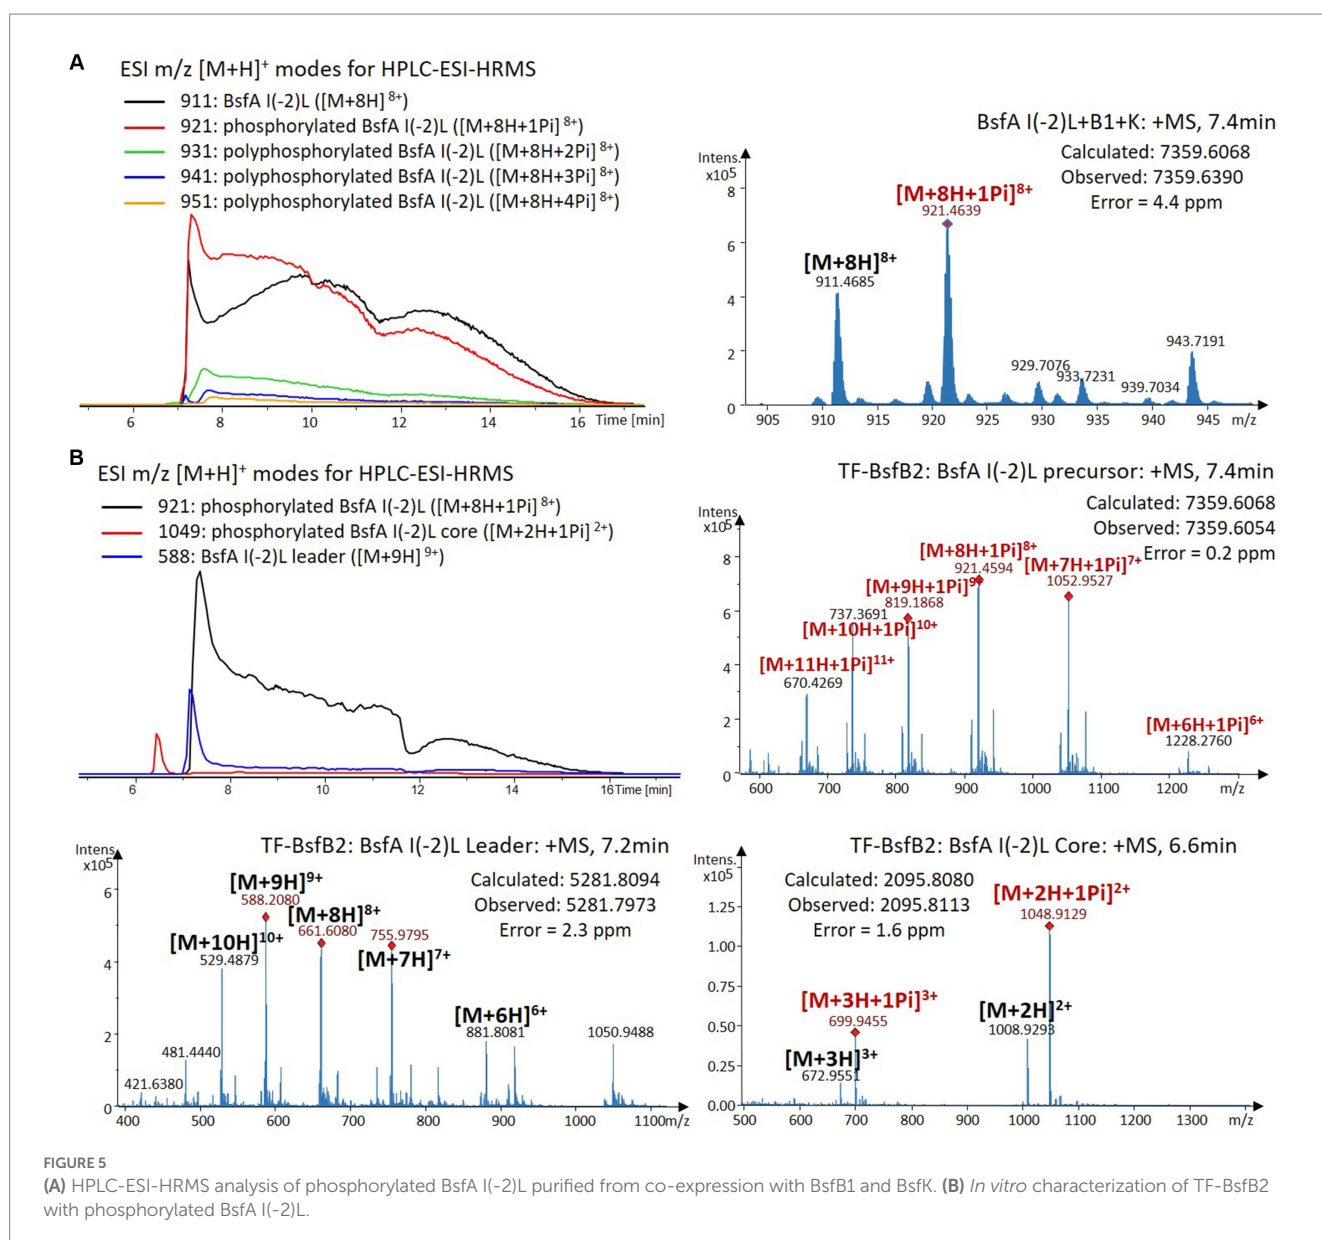 A
ESI m/z [M+H]+ modes for HPLC-ESI-HRMS
911: BsfA I(-2)L ([M+8H] 8+)
921: phosphorylated BsfA I(-2)L ([M+8H+1Pi] 8+)
931: polyphosphorylated BsfA I(-2)L ([M+8H+2Pi] 8+)
941: polyphosphorylated BsfA I(-2)L ([M+8H+3Pi] 8+)
951: polyphosphorylated BsfA I(-2)L ([M+8H+4Pi] 8+)
6 8 10 12 14 16 Time [min]
BsfA I(-2)L+B1+K: +MS, 7.4min
Calculated: 7359.6068
Observed: 7359.6390
Error = 4.4 ppm
Intens.
x10⁵
8
6
4
2
0
[M+8H+1Pi]8+
921.4639
[M+8H]8+
911.4685
943.7191
929.7076
933.7231
939.7034
905 910 915 921 925 930 935 940 945 m/z
B
ESI m/z [M+H]+ modes for HPLC-ESI-HRMS
921: phosphorylated BsfA I(-2)L ([M+8H+1Pi] 8+)
1049: phosphorylated BsfA I(-2)L core ([M+2H+1Pi] 2+)
588: BsfA I(-2)L leader ([M+9H] 9+)
6 8 10 12 14 16 Time [min]
TF-BsfB2: BsfA I(-2)L precursor: +MS, 7.4min
Calculated: 7359.6068
Observed: 7359.6054
Error = 0.2 ppm
Intens.
x10⁵
8
6
4
2
0
[M+8H+1Pi]8+
921.4594
[M+7H+1Pi]7+
1052.9527
[M+9H+1Pi]9+
819.1868
737.3691
[M+10H+1Pi]10+
[M+11H+1Pi]11+
670.4269
[M+6H+1Pi]6+
1228.2760
600 700 800 900 1000 1100 1200 m/z
TF-BsfB2: BsfA I(-2)L Leader: +MS, 7.2min
Calculated: 5281.8094
Observed: 5281.7973
Error = 2.3 ppm
Intens.
x10⁵
6
4
2
0
[M+9H]9+
588.2080
[M+8H]8+
661.6080
755.9795
[M+7H]7+
[M+10H]10+
529.4879
[M+6H]6+
881.8081
1050.9488
481.4440
421.6380
400 500 600 700 800 900 1000 1100 m/z
TF-BsfB2: BsfA I(-2)L Core: +MS, 6.6min
Calculated: 2095.8080
Observed: 2095.8113
Error = 1.6 ppm
Intens.
x10⁵
1.25
1.00
0.75
0.50
0.25
0.00
[M+2H+1Pi]2+
1048.9129
[M+3H+1Pi]3+
699.9455
[M+2H]2+
1008.9293
[M+3H]3+
672.9551
500 600 700 800 900 1000 1100 1200 1300 m/z
FIGURE 5
(A) HPLC-ESI-HRMS analysis of phosphorylated BsfA I(-2)L purified from co-expression with BsfB1 and BsfK. (B) In vitro characterization of TF-BsfB2
with phosphorylated BsfA I(-2)L.